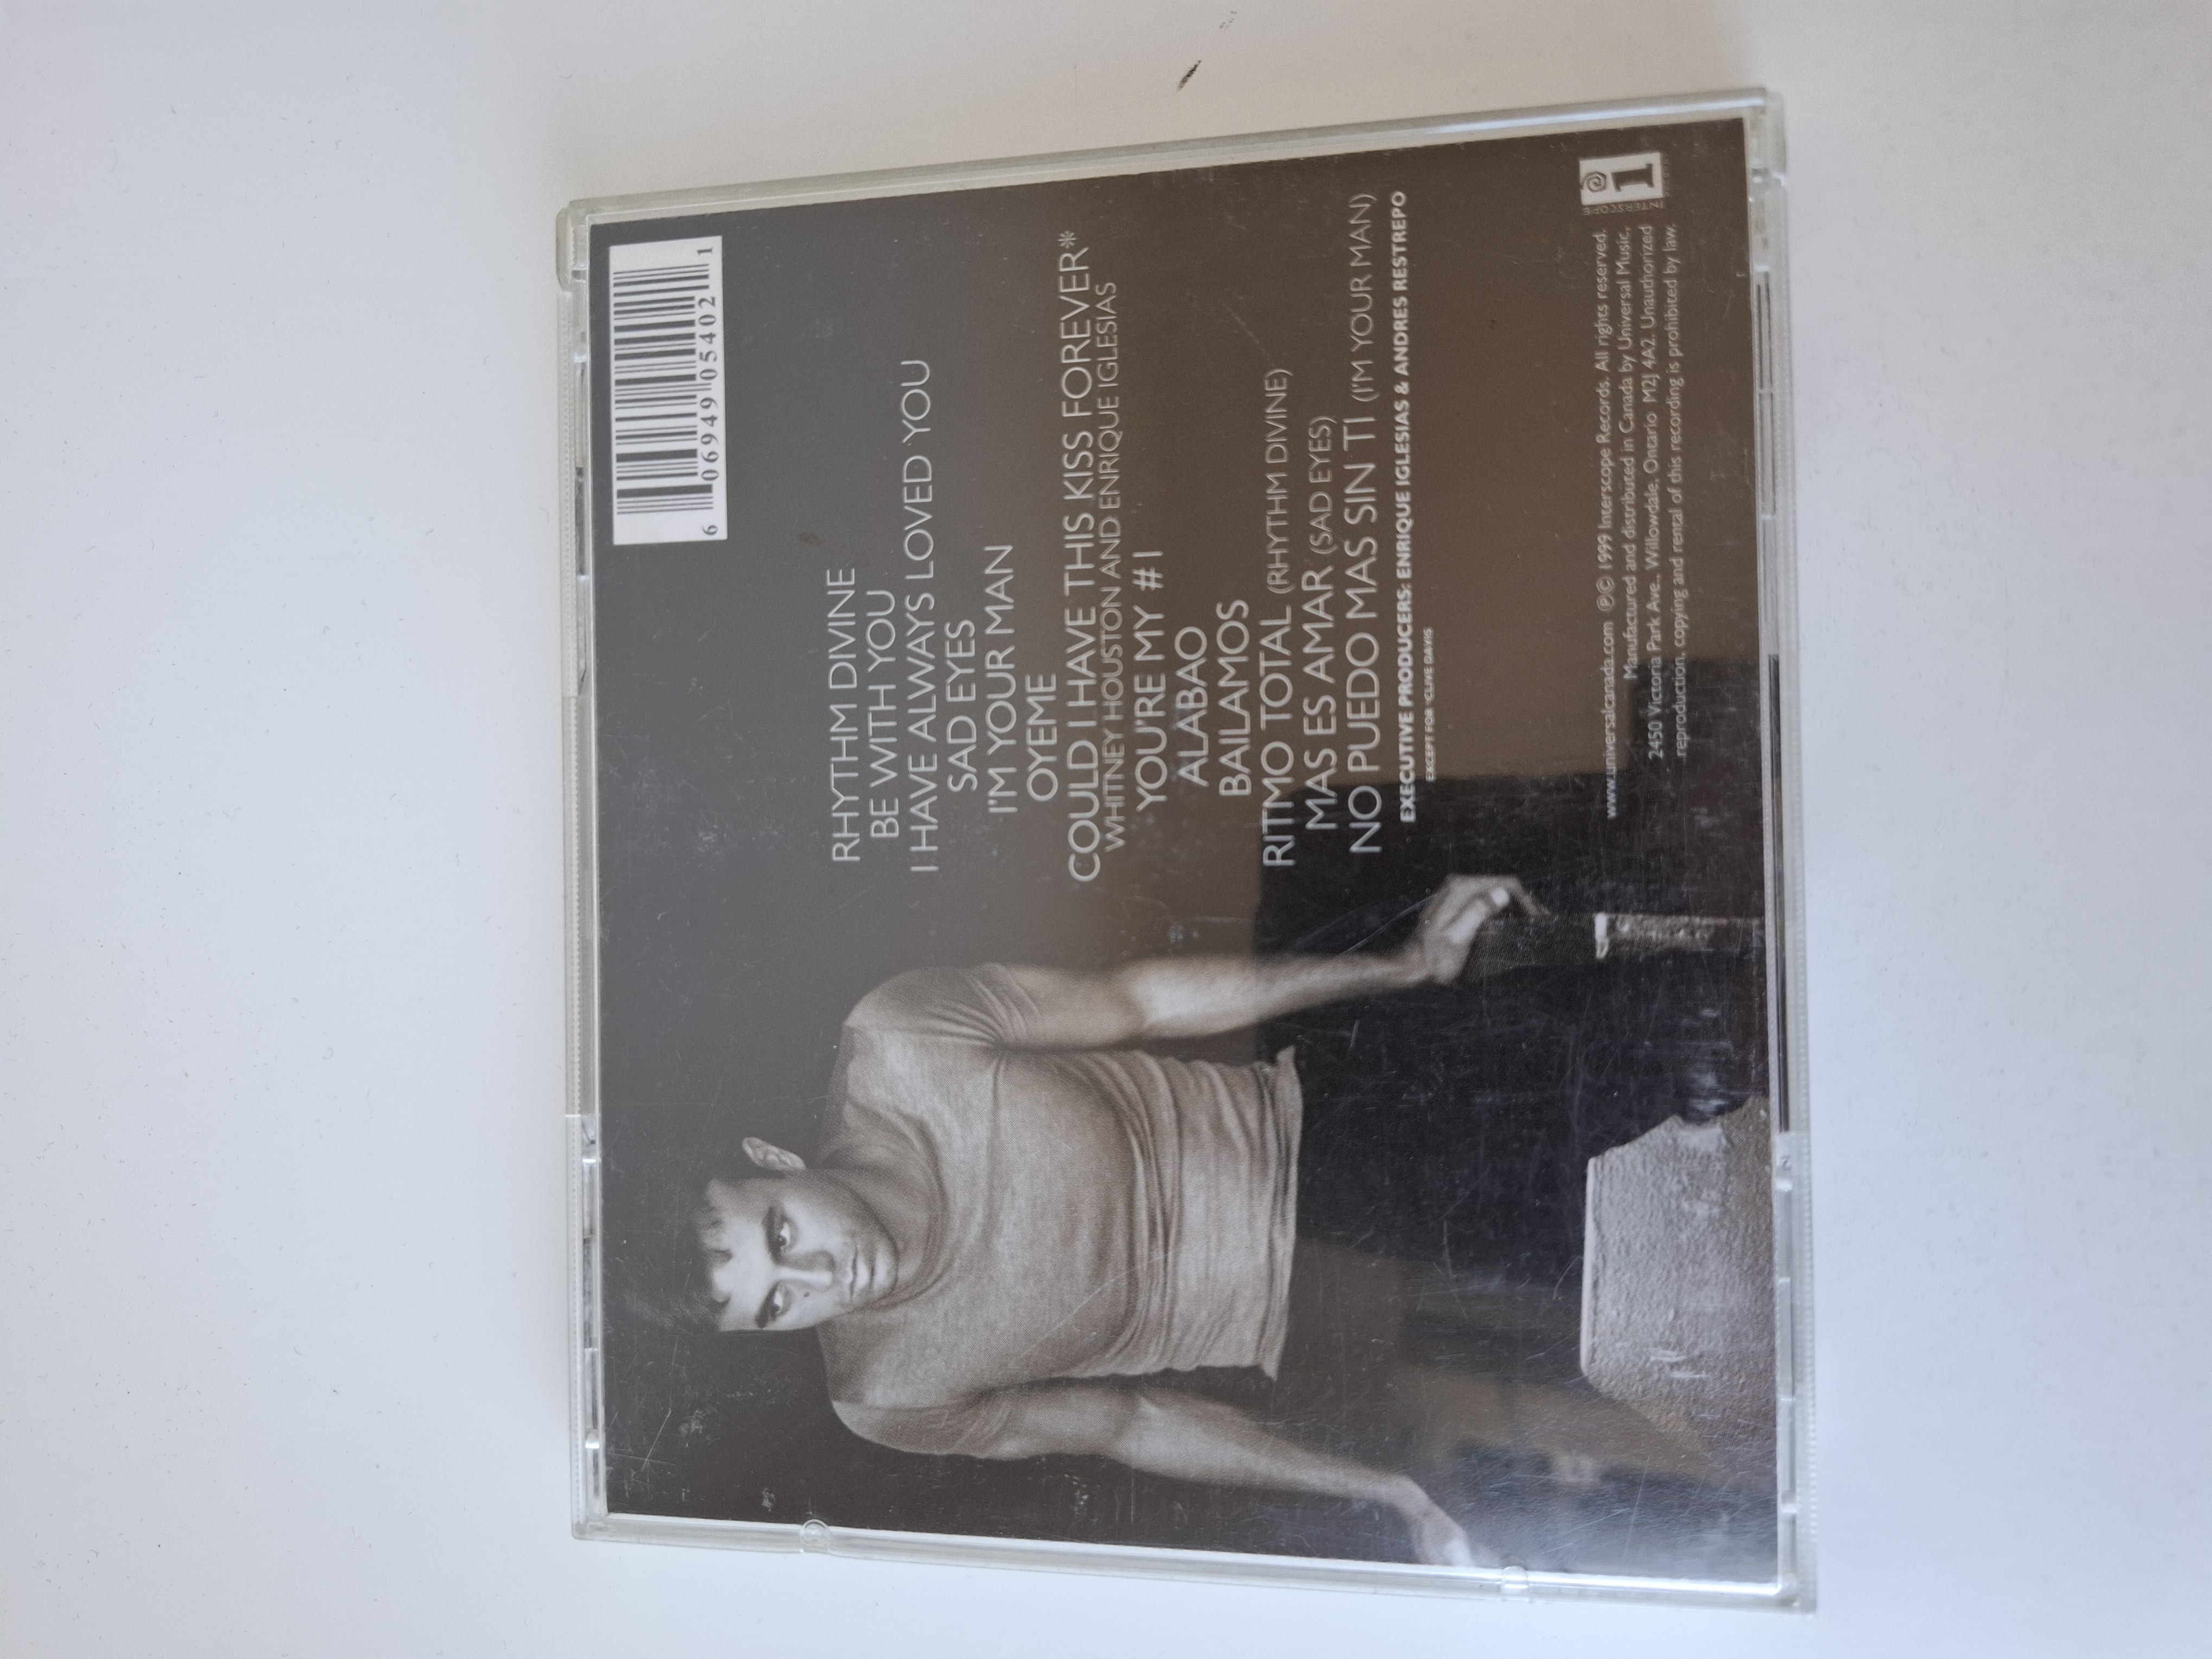 6 06949 05402 1
RHYTHM DIVINE
BE WITH YOU
I HAVE ALWAYS LOVED YOU
SAD EYES
I'M YOUR MAN
OYEME
COULD I HAVE THIS KISS FOREVER*
WHITNEY HOUSTON AND ENRIQUE IGLESIAS
YOU'RE MY #1
ALABAO
BAILAMOS
RITMO TOTAL (RHYTHM DIVINE)
MAS ES AMAR (SAD EYES)
NO PUEDO MAS SIN TI (I'M YOUR MAN)
EXECUTIVE PRODUCERS: ENRIQUE IGLESIAS & ANDRES RESTREPO
EXCEPT FOR *CLIVE DAVIS
www.universalcanada.com ℗© 1999 Interscope Records. All rights reserved.
Manufactured and distributed in Canada by Universal Music,
2450 Victoria Park Ave., Willowdale, Ontario M2J 4A2. Unauthorized
reproduction, copying and rental of this recording is prohibited by law.
INTERSCOPE
i